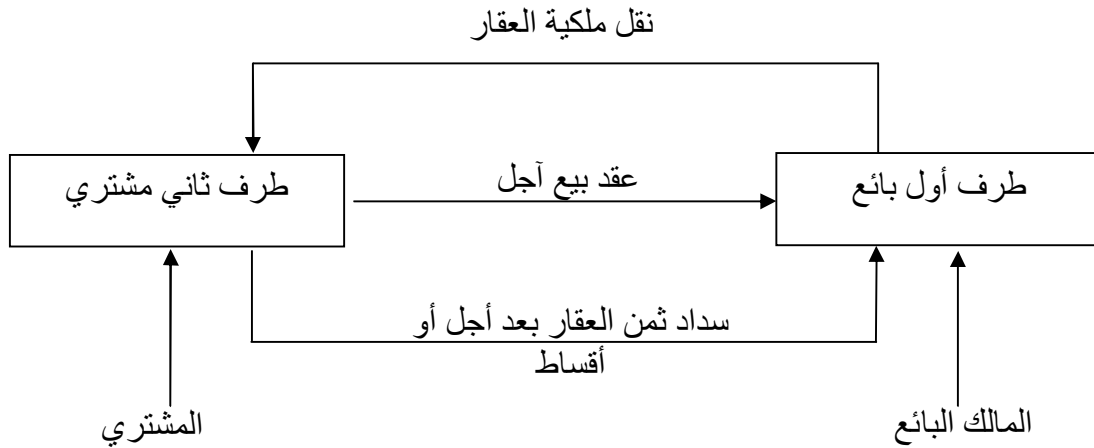 نقل ملكية العقار
طرف أول بائع
عقد بيع آجل
طرف ثاني مشتري
سداد ثمن العقار بعد أجل أو
أقساط
المالك البائع
المشتري